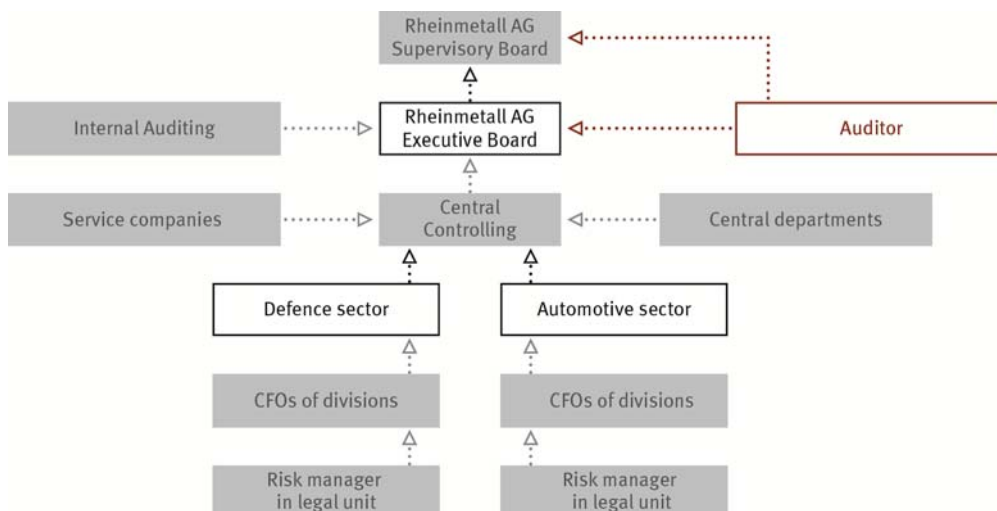 Rheinmetall AG
Supervisory Board
Internal Auditing
Rheinmetall AG
Executive Board
Auditor
Service companies
Central
Controlling
Central departments
Defence sector
Automotive sector
CFOs of divisions
CFOs of divisions
Risk manager
in legal unit
Risk manager
in legal unit